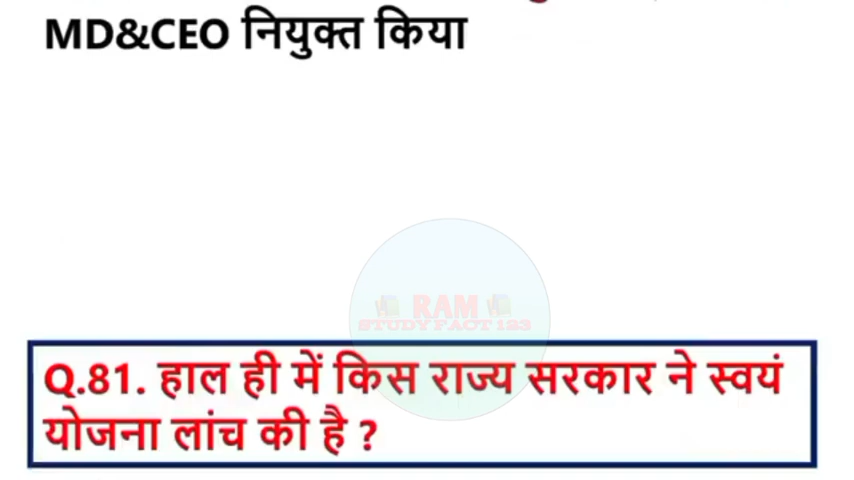 MD&CEO नियुक्त किया
RAM
STUDY FACT 123
Q.81. हाल ही में किस राज्य सरकार ने स्वयं
योजना लांच की है ?